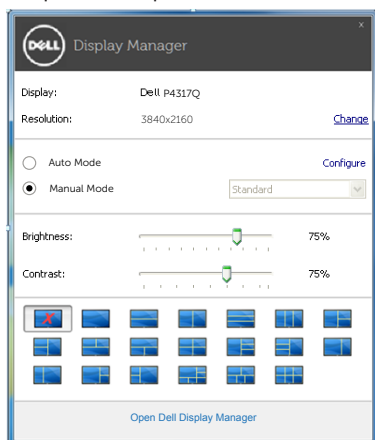 DELL Display Manager
x
Display: Dell P4317Q
Resolution: 3840x2160 Change
Auto Mode Configure
Manual Mode Standard
Brightness: 75%
Contrast: 75%
Open Dell Display Manager